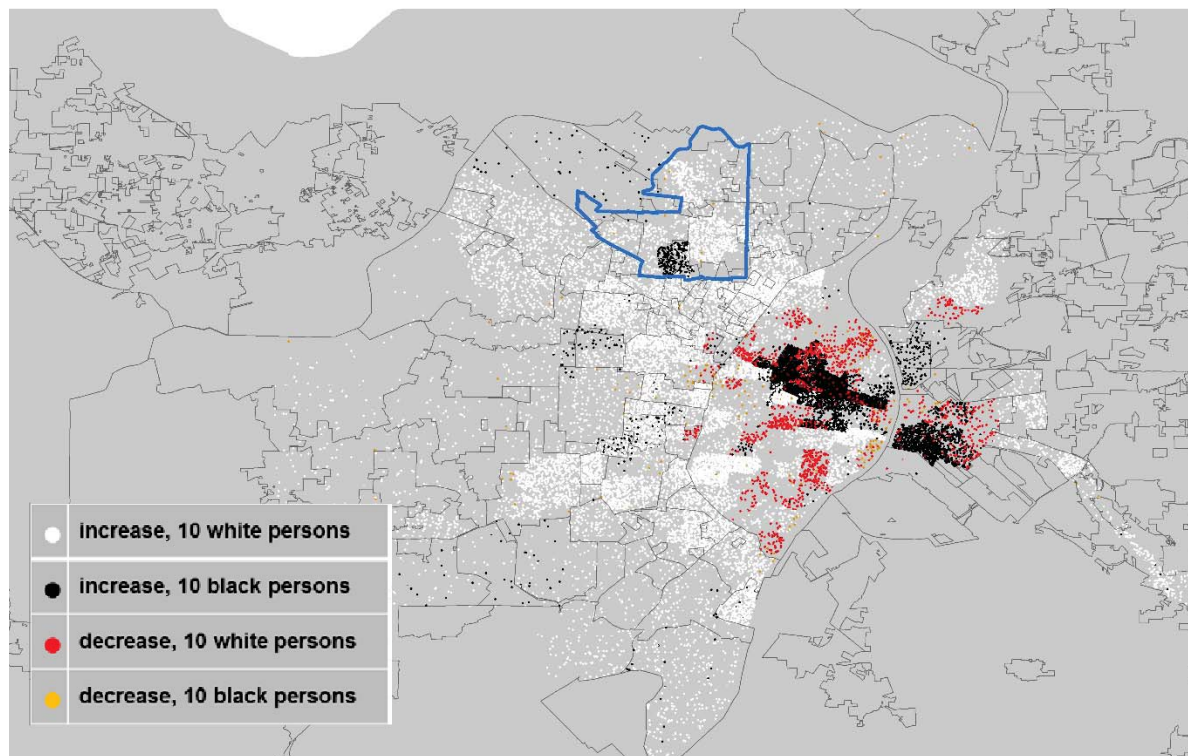 increase, 10 white persons
increase, 10 black persons
decrease, 10 white persons
decrease, 10 black persons